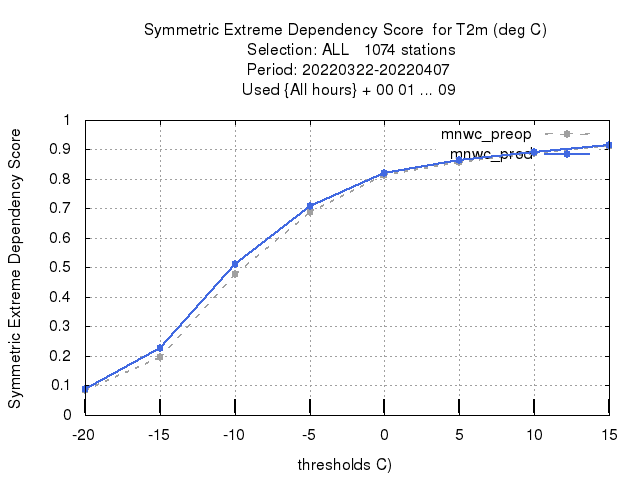 Symmetric Extreme Dependency Score  for T2m (deg C)
Selection: ALL   1074 stations
Period: 20220322-20220407
Used {All hours} + 00 01 ... 09
Symmetric Extreme Dependency Score
1
0.9
0.8
0.7
0.6
0.5
0.4
0.3
0.2
0.1
0
mnwc_preop
mnwc_prod
-20 -15 -10 -5 0 5 10 15
thresholds C)